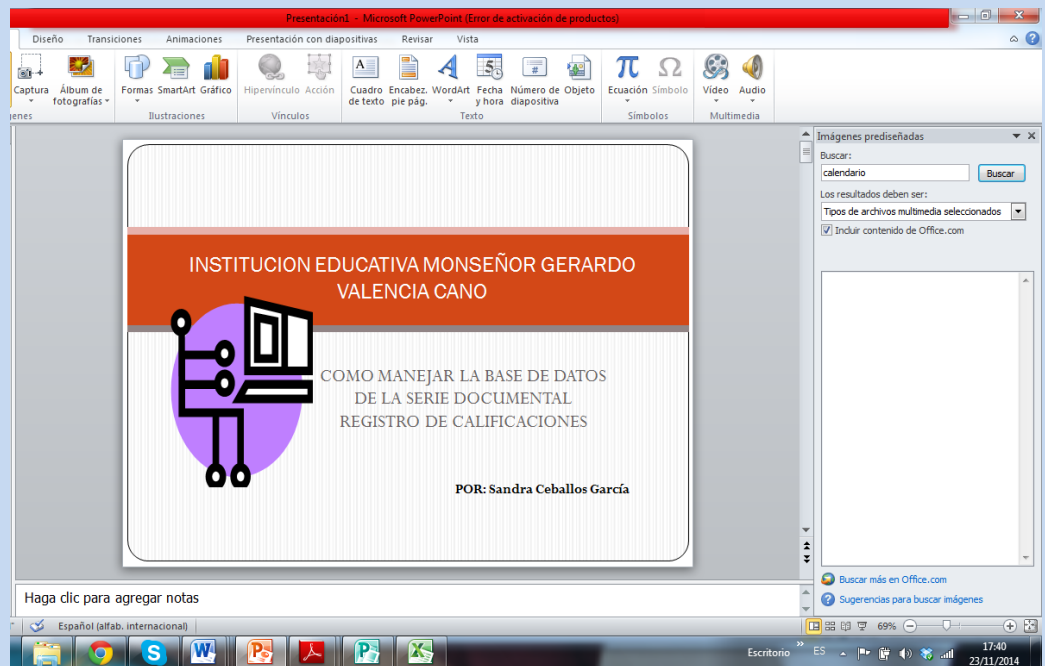 Presentación1 - Microsoft PowerPoint (Error de activación de productos)
Diseño Transiciones Animaciones Presentación con diapositivas Revisar Vista
Captura Álbum de fotografías Formas SmartArt Gráfico Hipervínculo Acción Cuadro de texto Encabez. pie pág. WordArt Fecha y hora Número de diapositiva Objeto Ecuación Símbolo Vídeo Audio
Ilustraciones Vínculos Texto Símbolos Multimedia
INSTITUCION EDUCATIVA MONSEÑOR GERARDO
VALENCIA CANO
COMO MANEJAR LA BASE DE DATOS
DE LA SERIE DOCUMENTAL
REGISTRO DE CALIFICACIONES
POR: Sandra Ceballos García
Imágenes prediseñadas
Buscar:
calendario Buscar
Los resultados deben ser:
Tipos de archivos multimedia seleccionados
Incluir contenido de Office.com
Buscar más en Office.com
Sugerencias para buscar imágenes
Haga clic para agregar notas
Español (alfab. internacional) 69%
Escritorio ES 17:40
23/11/2014